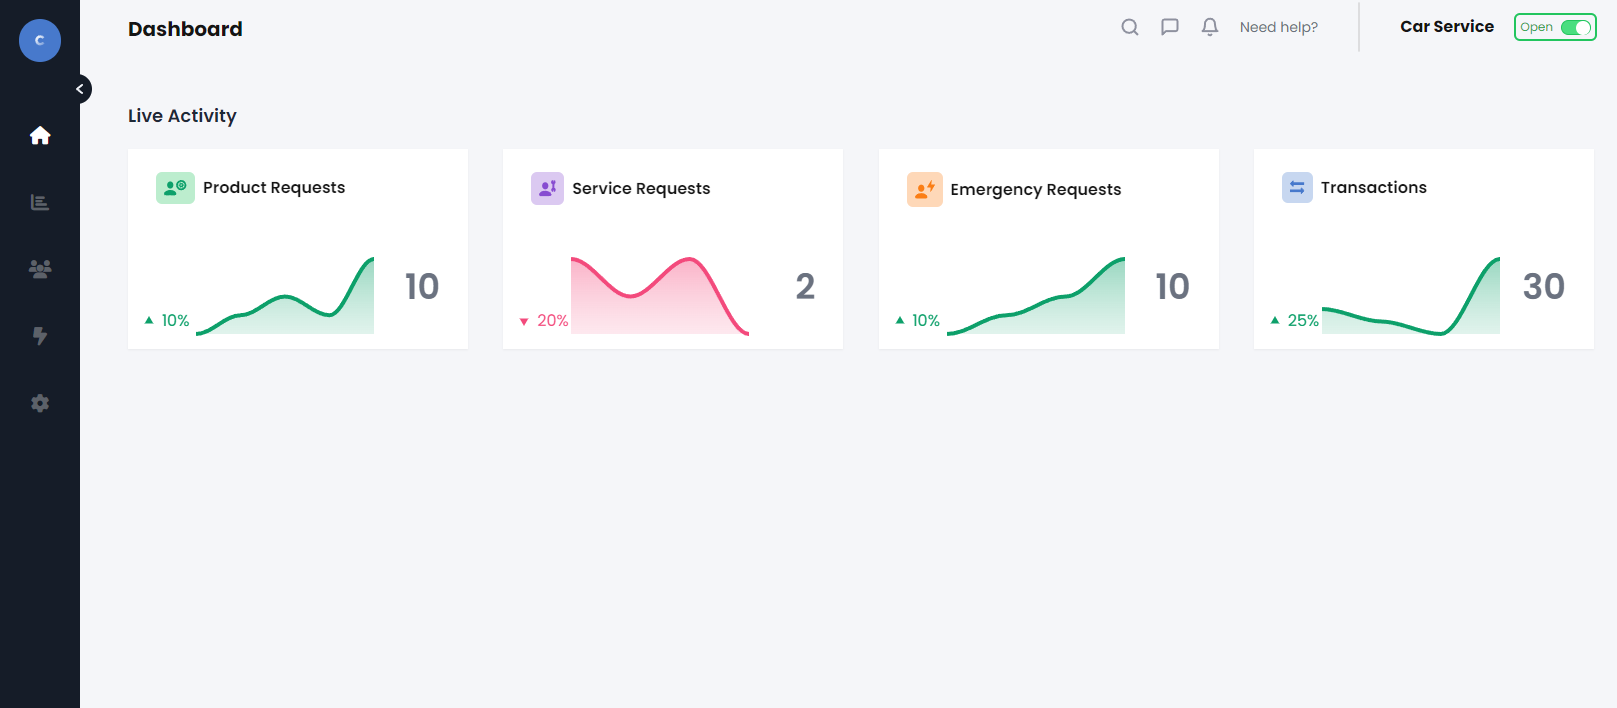 C
Dashboard
Need help?
Car Service
Open
Live Activity
Product Requests
10%
10
Service Requests
20%
2
Emergency Requests
10%
10
Transactions
25%
30